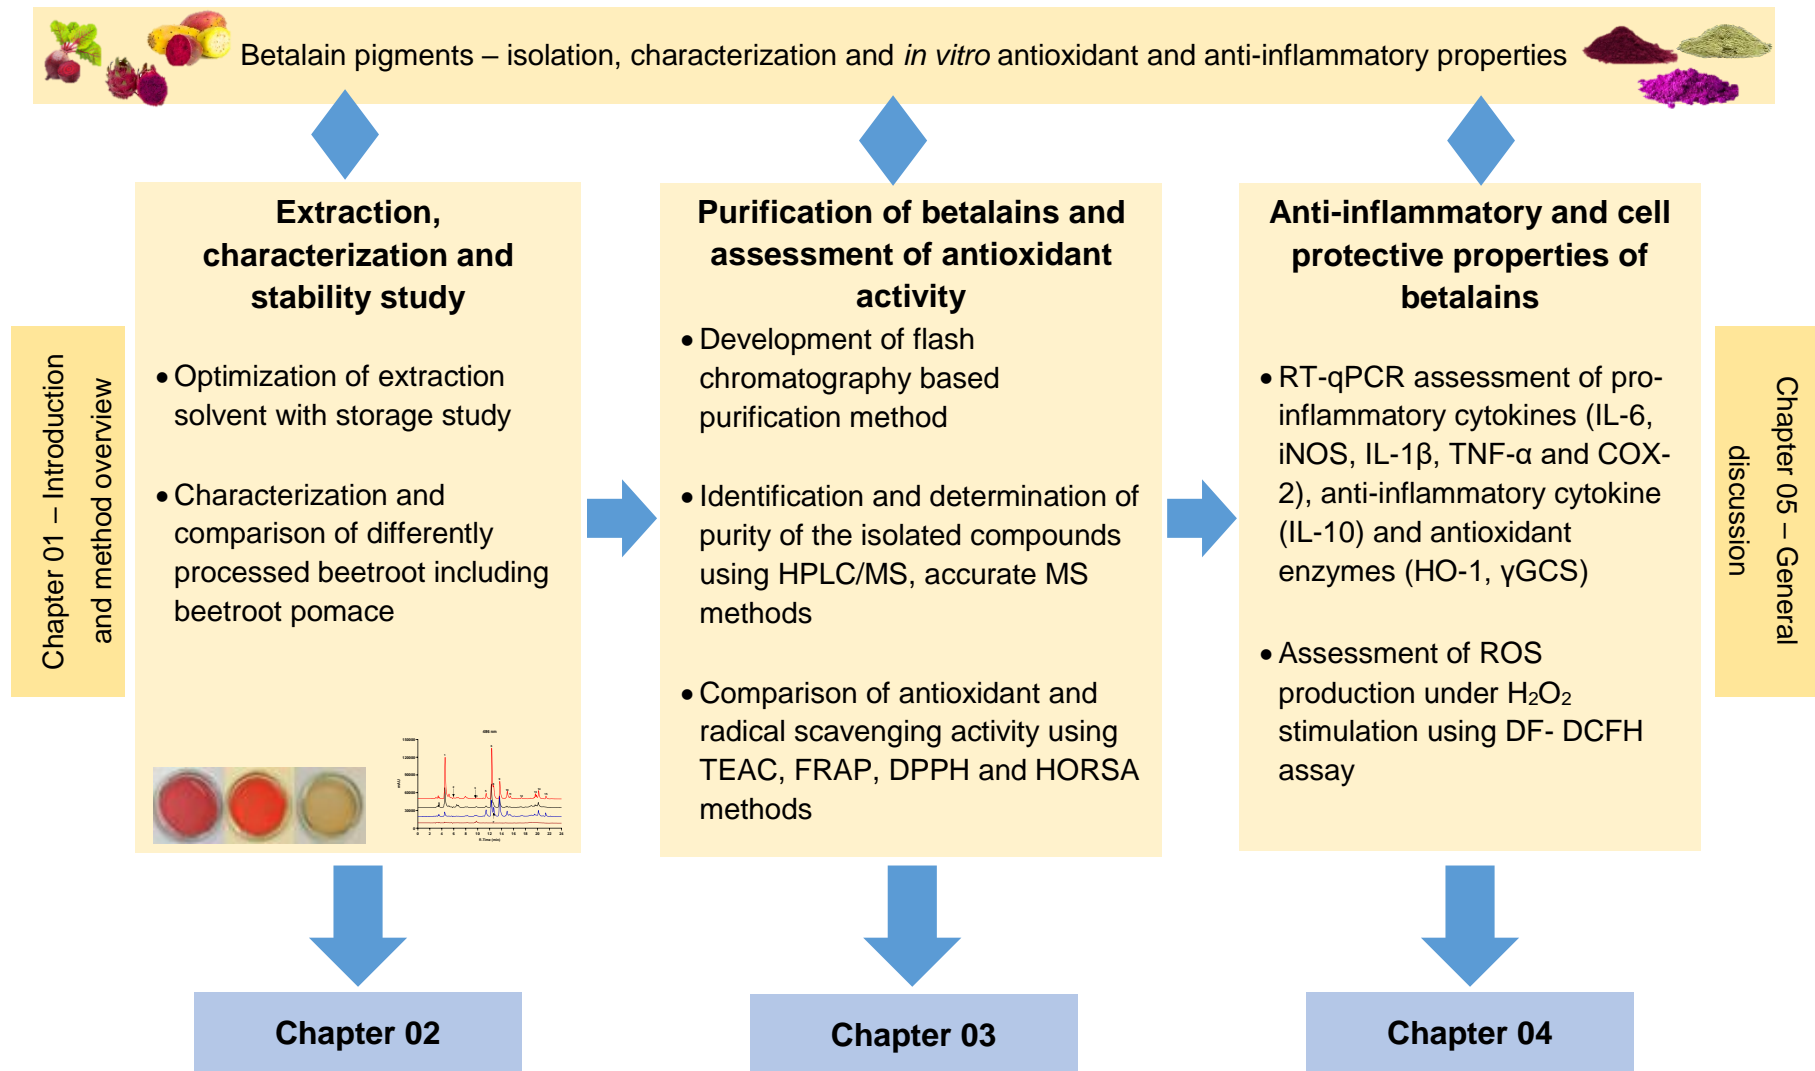 Betalain pigments – isolation, characterization and in vitro antioxidant and anti-inflammatory properties
Chapter 01 – Introduction
and method overview
Extraction,
characterization and
stability study
• Optimization of extraction
solvent with storage study
• Characterization and
comparison of differently
processed beetroot including
beetroot pomace
Purification of betalains and
assessment of antioxidant
activity
• Development of flash
chromatography based
purification method
• Identification and determination of
purity of the isolated compounds
using HPLC/MS, accurate MS
methods
• Comparison of antioxidant and
radical scavenging activity using
TEAC, FRAP, DPPH and HORSA
methods
Anti-inflammatory and cell
protective properties of
betalains
• RT-qPCR assessment of pro-
inflammatory cytokines (IL-6,
iNOS, IL-1β, TNF-α and COX-
2), anti-inflammatory cytokine
(IL-10) and antioxidant
enzymes (HO-1, γGCS)
• Assessment of ROS
production under H₂O₂
stimulation using DF- DCFH
assay
Chapter 05 – General
discussion
Chapter 02
Chapter 03
Chapter 04